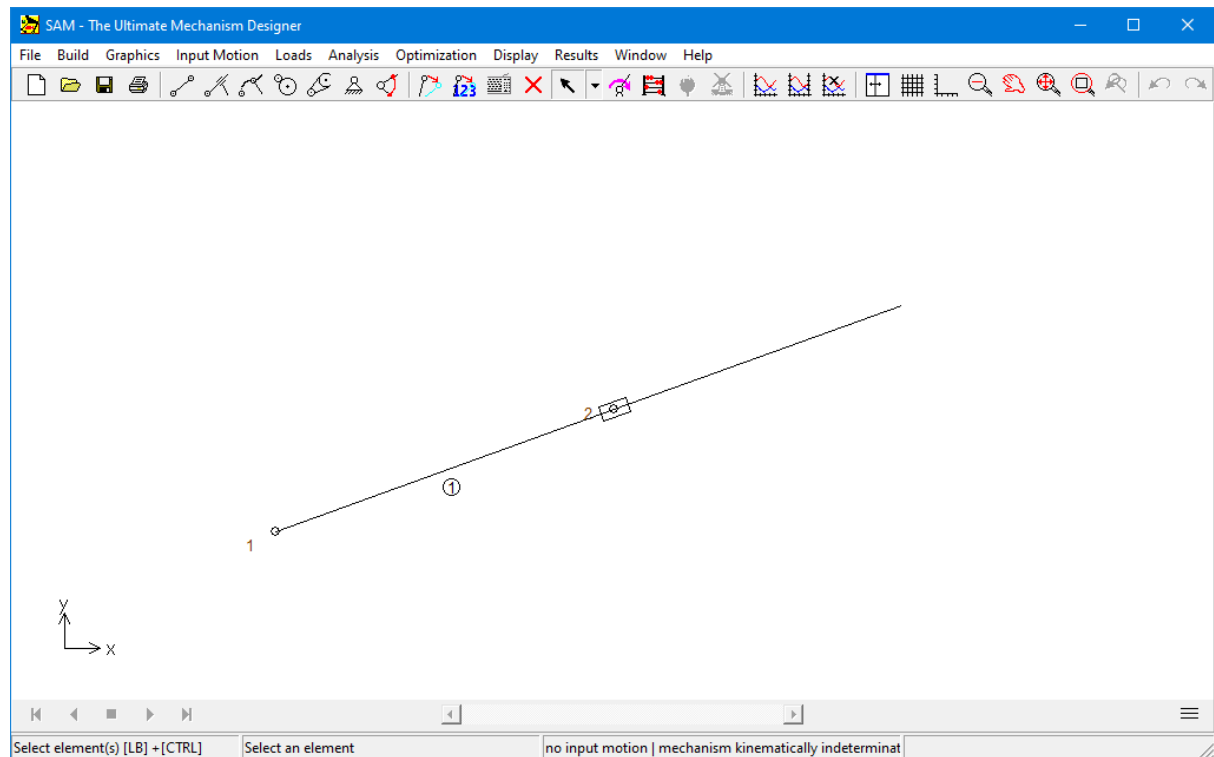 SAM - The Ultimate Mechanism Designer
File Build Graphics Input Motion Loads Analysis Optimization Display Results Window Help
123
2
1
1
y
x
Select element(s) [LB] +[CTRL] Select an element no input motion | mechanism kinematically indeterminat